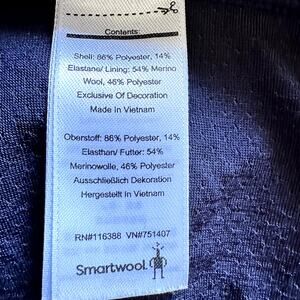 Contents:
Shell: 86% Polyester, 14%
Elastane/ Lining: 54% Merino
Wool, 46% Polyester
Exclusive Of Decoration
Made In Vietnam
Oberstoff: 86% Polyester, 14%
Elasthan/ Futter: 54%
Merinowolle, 46% Polyester
Ausschließlich Dekoration
Hergestellt In Vietnam
RN#116388 VN#751407
Smartwool.